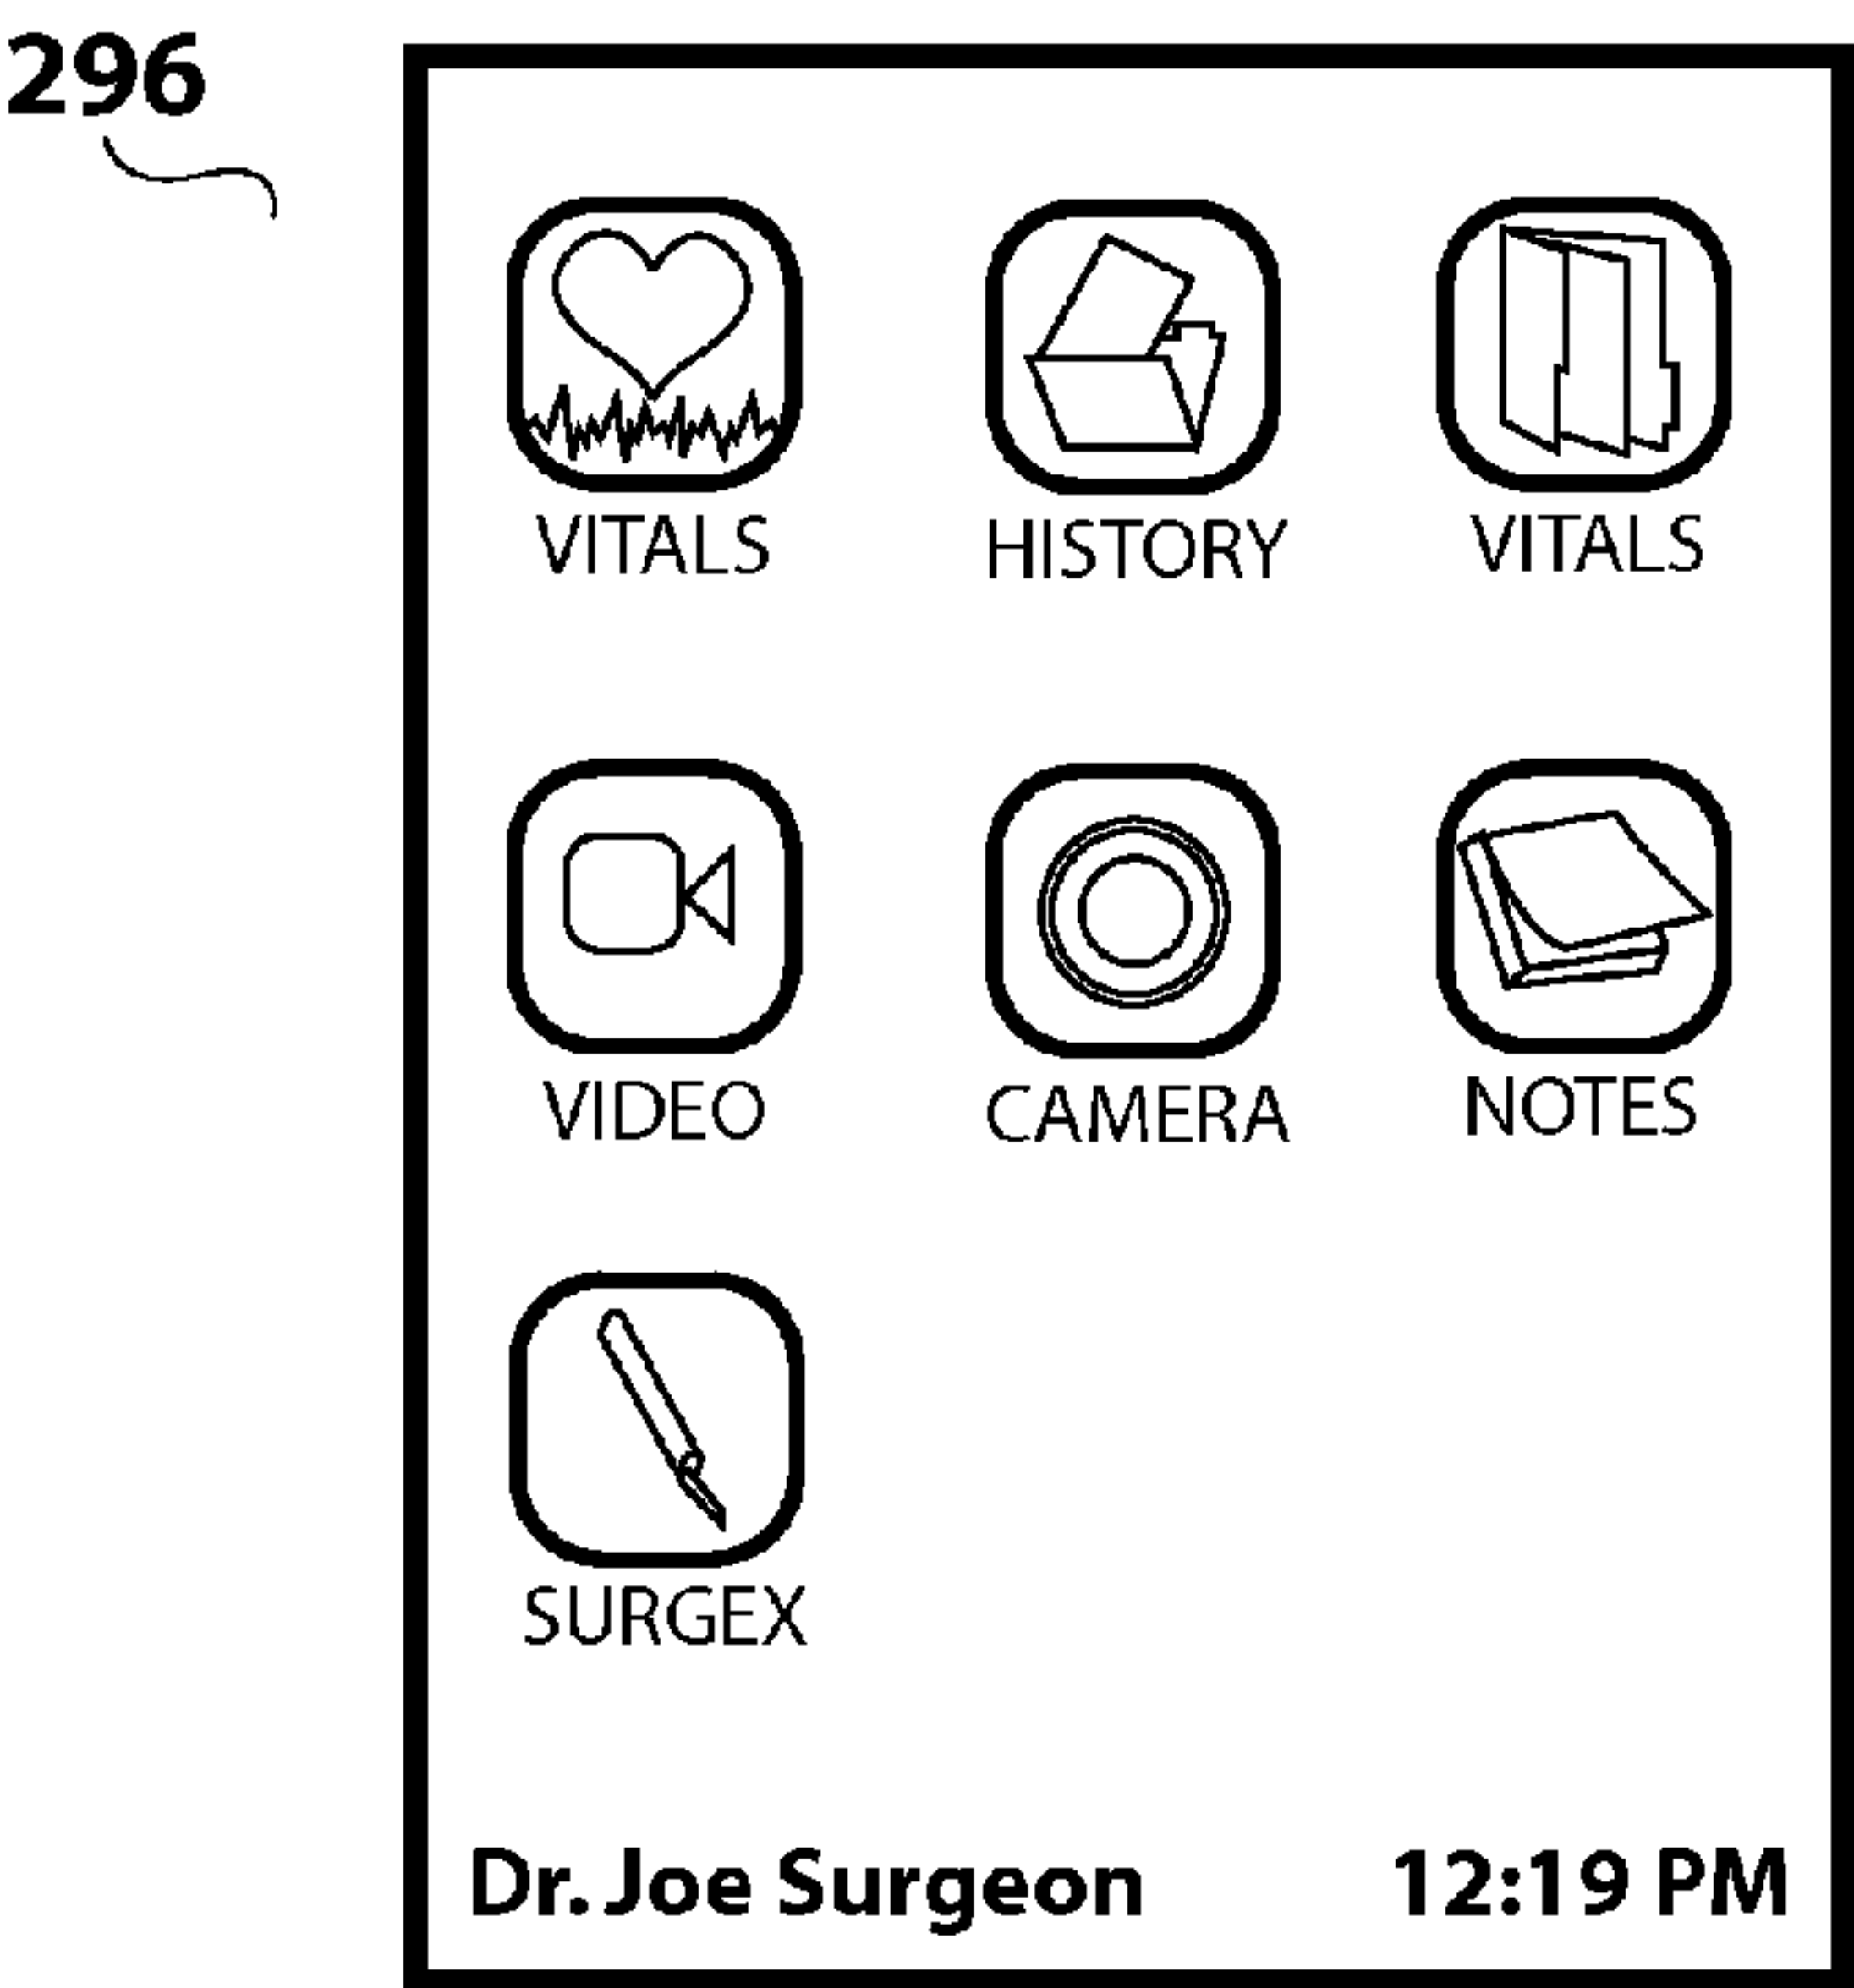 296
VITALS HISTORY VITALS
VIDEO CAMERA NOTES
SURGEX
Dr. Joe Surgeon 12:19 PM